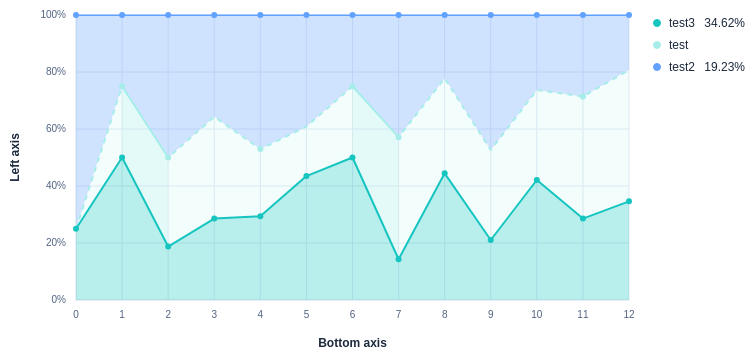 100%
80%
60%
40%
20%
0%
Left axis
0 1 2 3 4 5 6 7 8 9 10 11 12
Bottom axis
test3 34.62%
test
test2 19.23%